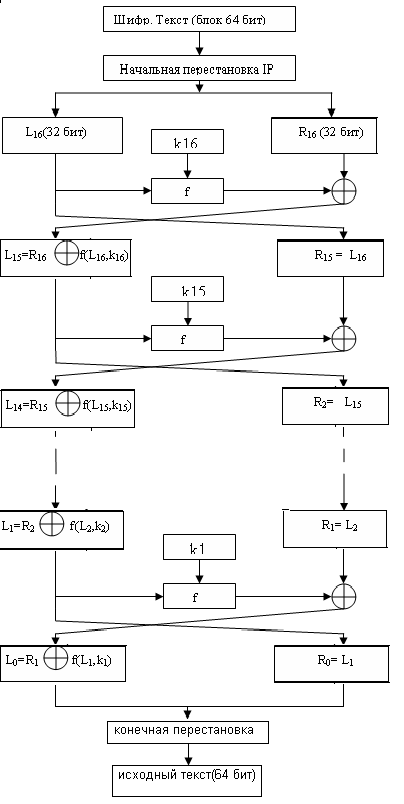 Шифр. Текст (блок 64 бит)
Начальная перестановка IP
L16(32 бит)
k16
R16 (32 бит)
f
L15=R16 ⊕ f(L16,k16)
R15 = L16
k15
f
L14=R15 ⊕ f(L15,k15)
R2= L15
L1=R2 ⊕ f(L2,k2)
R1= L2
k1
f
L0=R1 ⊕ f(L1,k1)
R0= L1
конечная перестановка
исходный текст(64 бит)